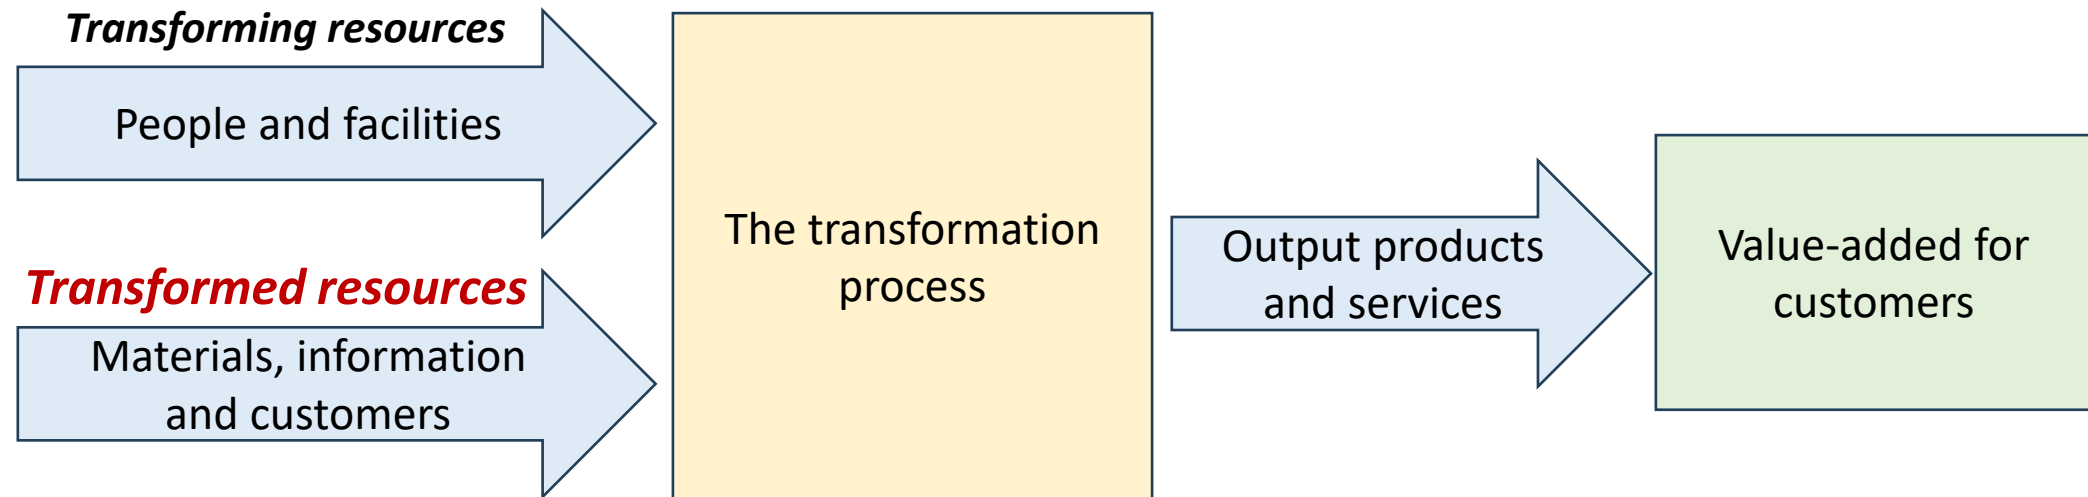 Transforming resources
People and facilities
Transformed resources
Materials, information
and customers
The transformation
process
Output products
and services
Value-added for
customers